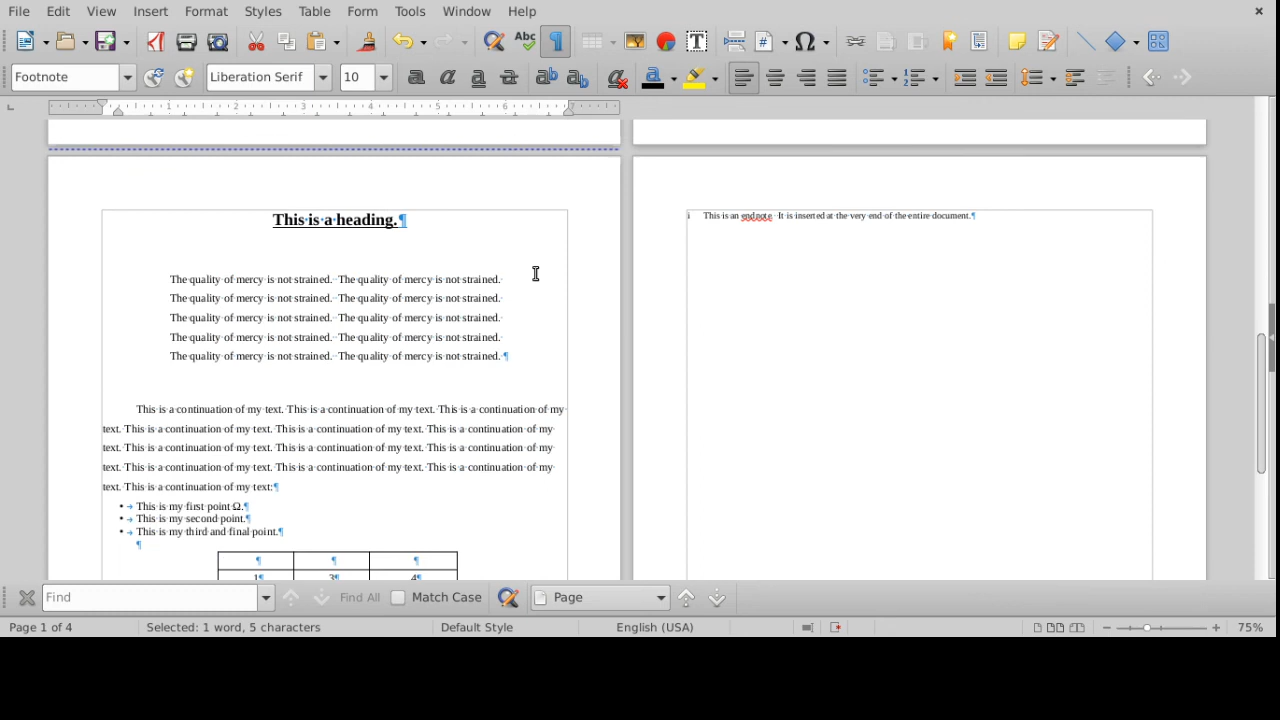 File Edit View Insert Format Styles Table Form Tools Window Help
Footnote Liberation Serif 10
1 2 3 4 5 6 7
This is a heading.¶
The quality of mercy is not strained. The quality of mercy is not strained.
The quality of mercy is not strained. The quality of mercy is not strained.
The quality of mercy is not strained. The quality of mercy is not strained.
The quality of mercy is not strained. The quality of mercy is not strained.
The quality of mercy is not strained. The quality of mercy is not strained. ¶
This is a continuation of my text. This is a continuation of my text. This is a continuation of my
text. This is a continuation of my text. This is a continuation of my text. This is a continuation of my
text. This is a continuation of my text. This is a continuation of my text. This is a continuation of my
text. This is a continuation of my text. This is a continuation of my text. This is a continuation of my
text. This is a continuation of my text:¶
• → This is my first point Ω.¶
• → This is my second point.¶
• → This is my third and final point.¶
¶
¶ ¶ ¶
1¶ 3¶ 4¶
i This is an endnote. It is inserted at the very end of the entire document.¶
Find Find All Match Case Page
Page 1 of 4 Selected: 1 word, 5 characters Default Style English (USA) 75%